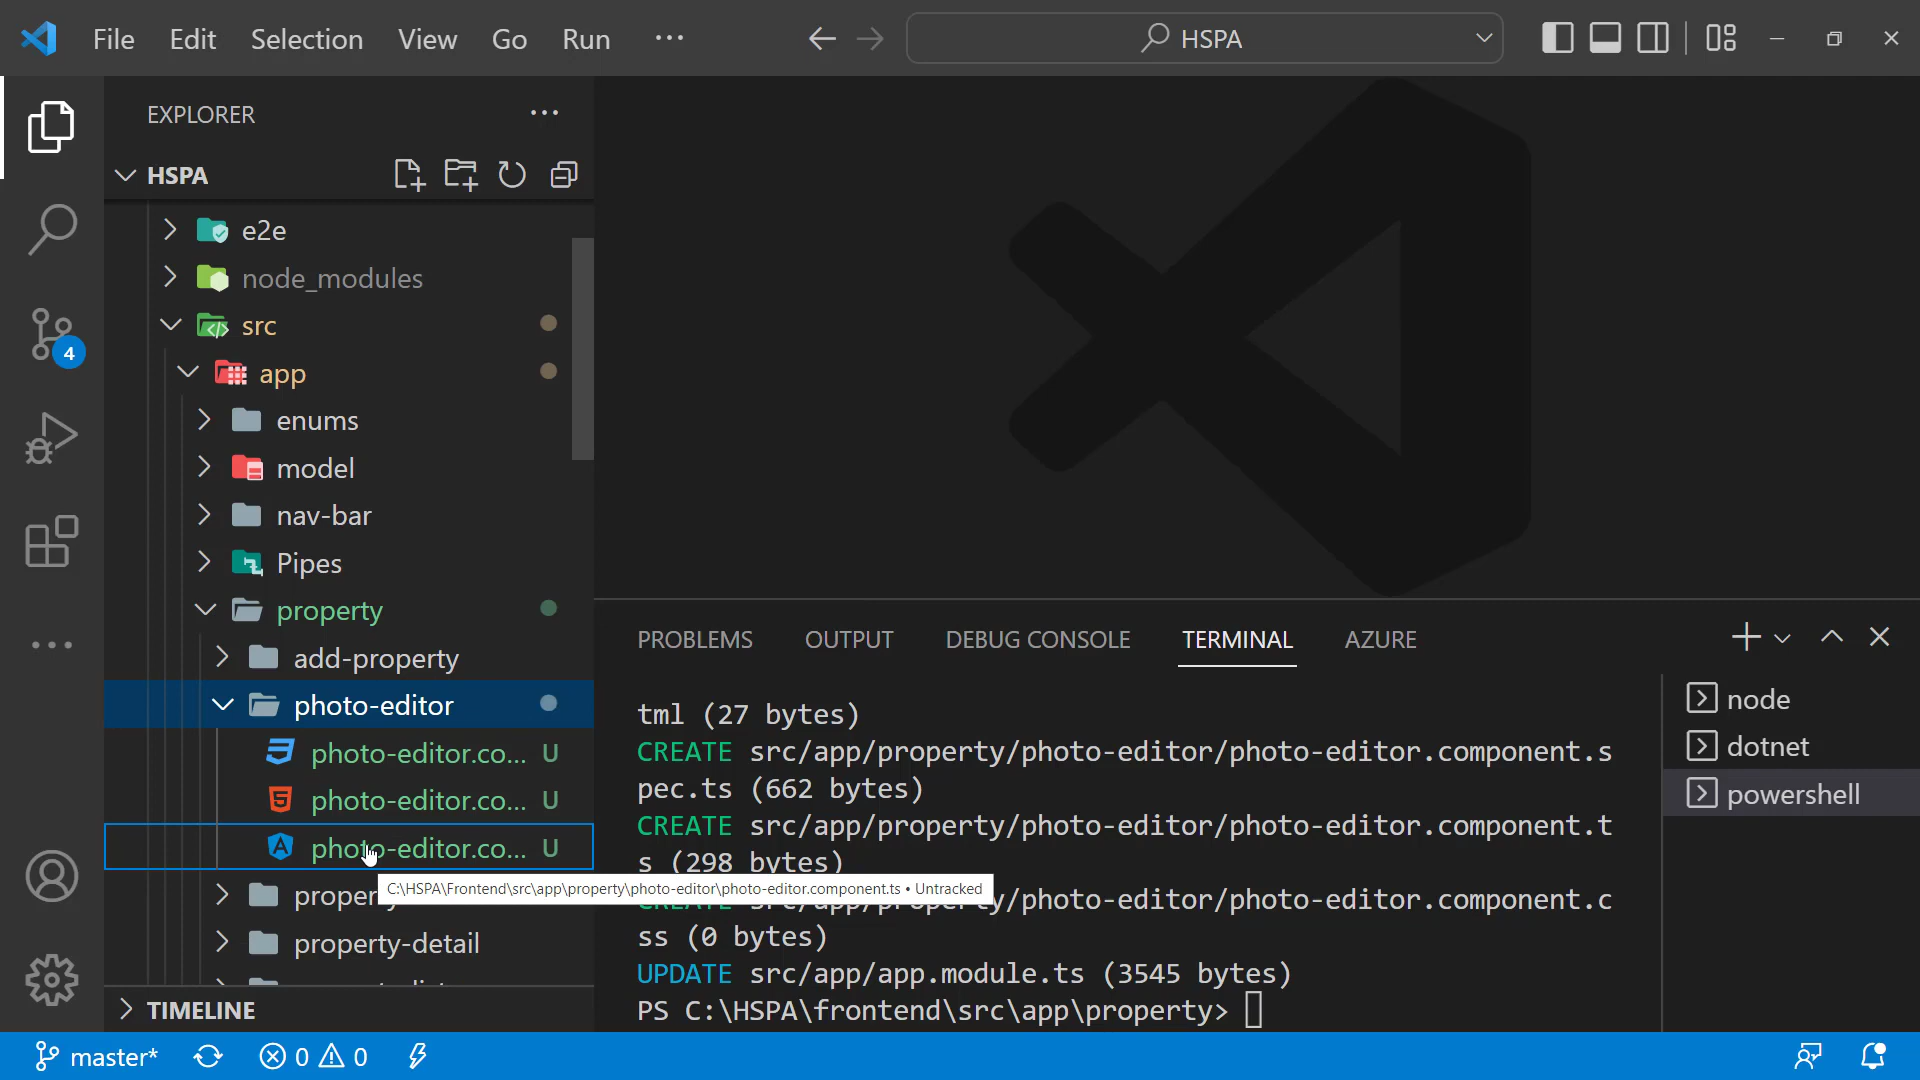 File Edit Selection View Go Run ···
HSPA
EXPLORER
HSPA
e2e
node_modules
src
app
enums
model
nav-bar
Pipes
property
add-property
photo-editor
photo-editor.co... U
photo-editor.co... U
photo-editor.co... U
C:\HSPA\Frontend\src\app\property\photo-editor\photo-editor.component.ts • Untracked
property-detail
TIMELINE
4
PROBLEMS OUTPUT DEBUG CONSOLE TERMINAL AZURE
tml (27 bytes)
CREATE src/app/property/photo-editor/photo-editor.component.s
pec.ts (662 bytes)
CREATE src/app/property/photo-editor/photo-editor.component.t
s (298 bytes)
CREATE src/app/property/photo-editor/photo-editor.component.c
ss (0 bytes)
UPDATE src/app/app.module.ts (3545 bytes)
PS C:\HSPA\frontend\src\app\property>
node
dotnet
powershell
master* 0 0